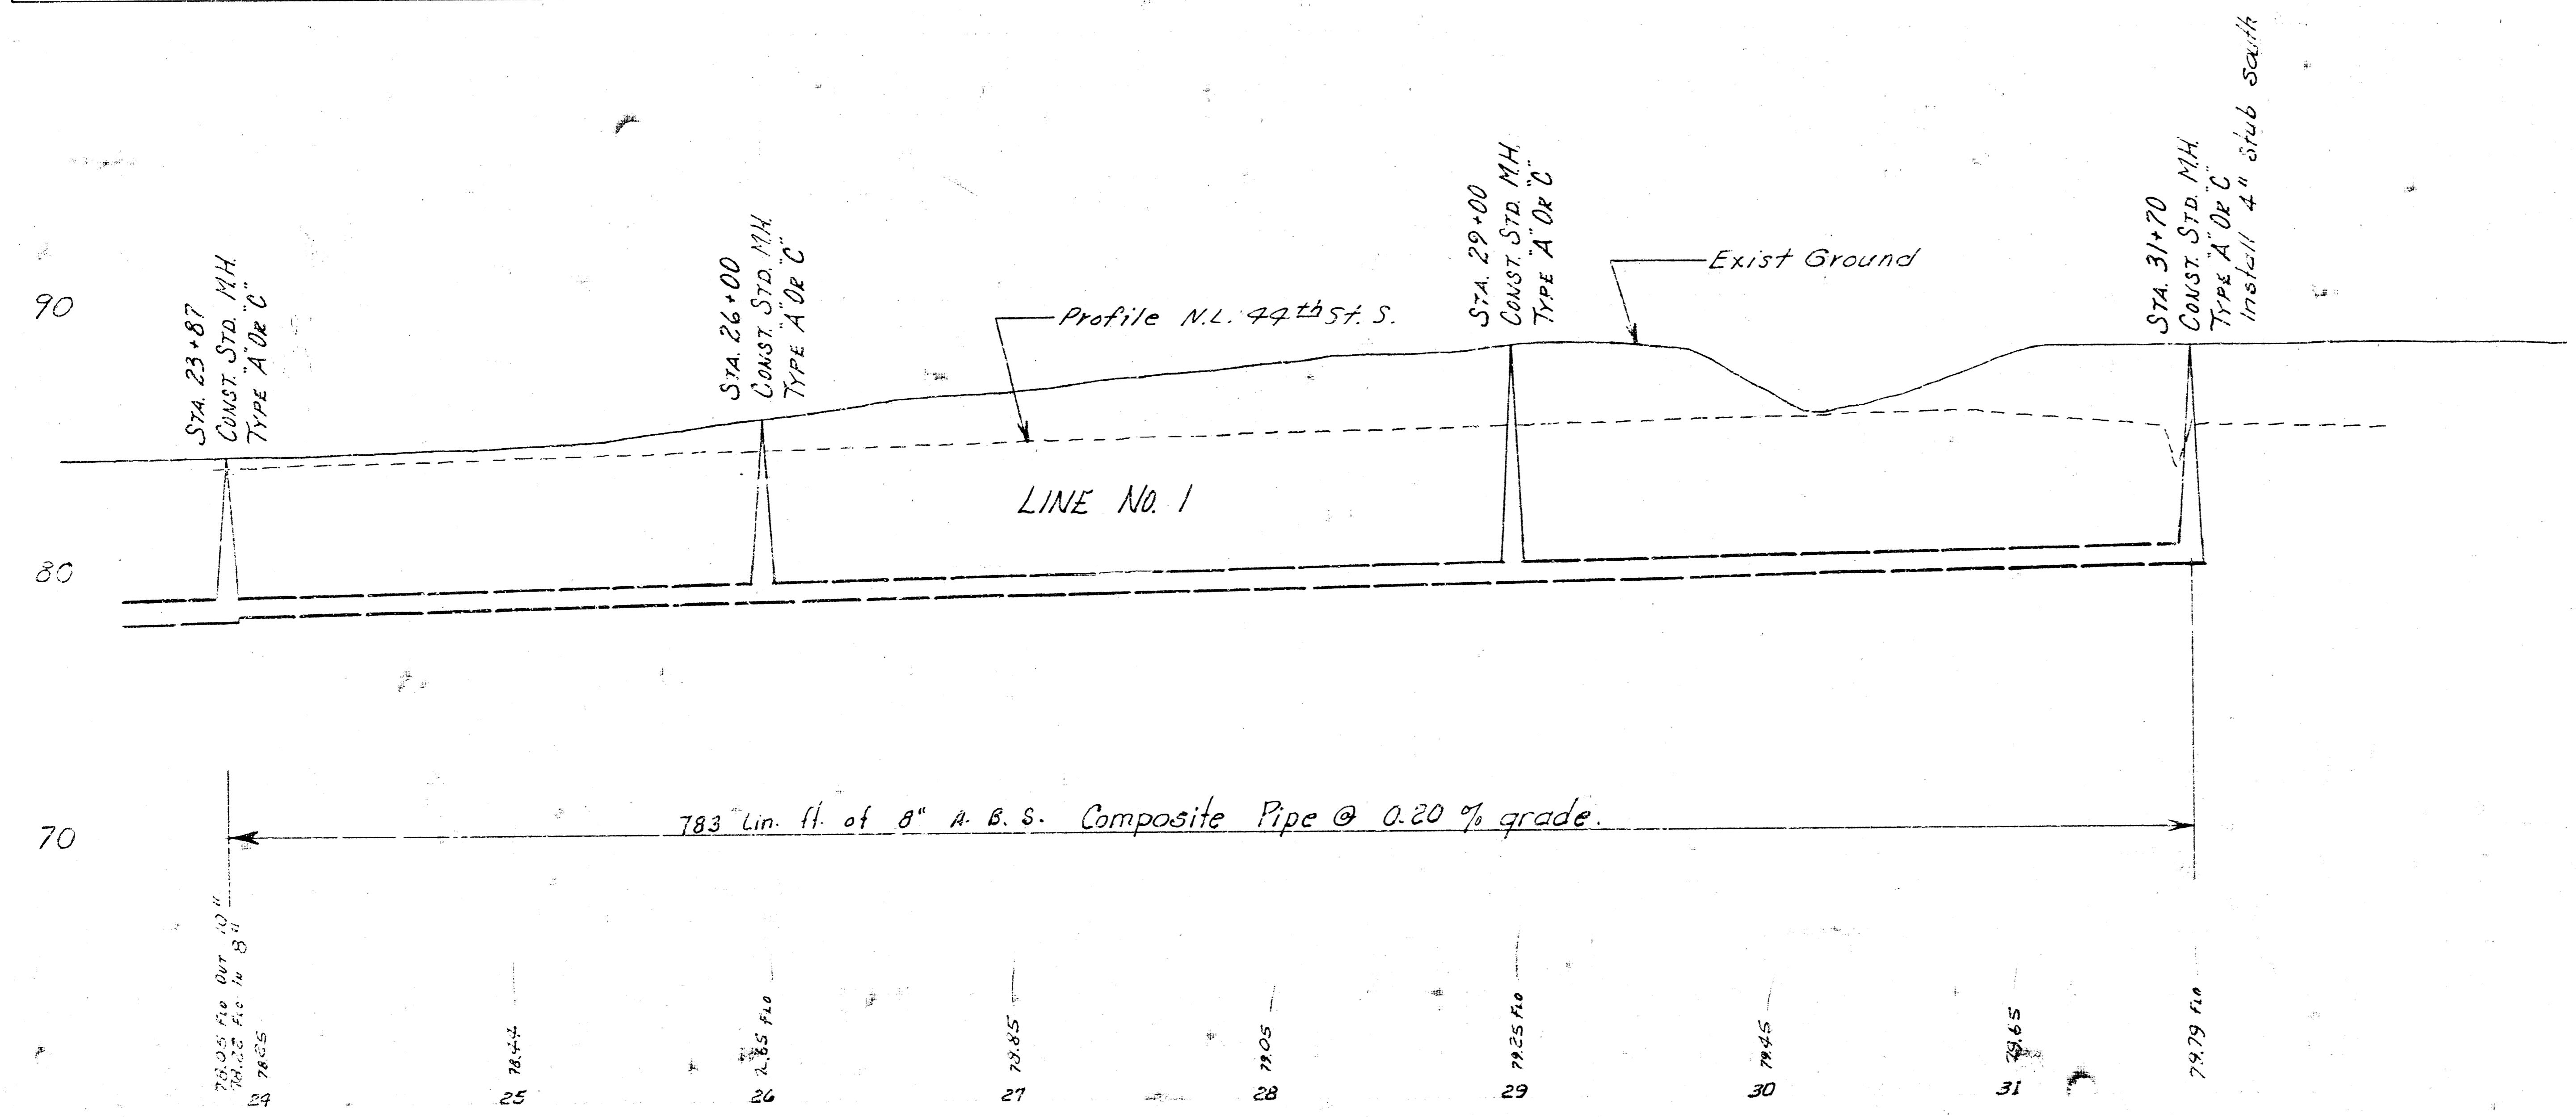 STA. 23+87
CONST. STD. M.H.
TYPE "A" OR "C"
STA. 26+00
CONST. STD. M.H.
TYPE "A" OR "C"
STA. 29+00
CONST. STD. M.H.
TYPE "A" OR "C"
STA. 31+70
CONST. STD. M.H.
TYPE "A" OR "C"
Install 4" Stub South
Exist Ground
Profile N.L. 44th St. S.
90
80
70
LINE NO. 1
783 Lin. ft. of 8" A.B.S. Composite Pipe @ 0.20 % grade.
78.05 FLO OUT 10"
78.22 FLO IN 8"
78.25
78.44
.65 FLO
78.85
79.05
79.25 FLO
79.45
79.65
79.79 FLO
24 25 26 27 28 29 30 31